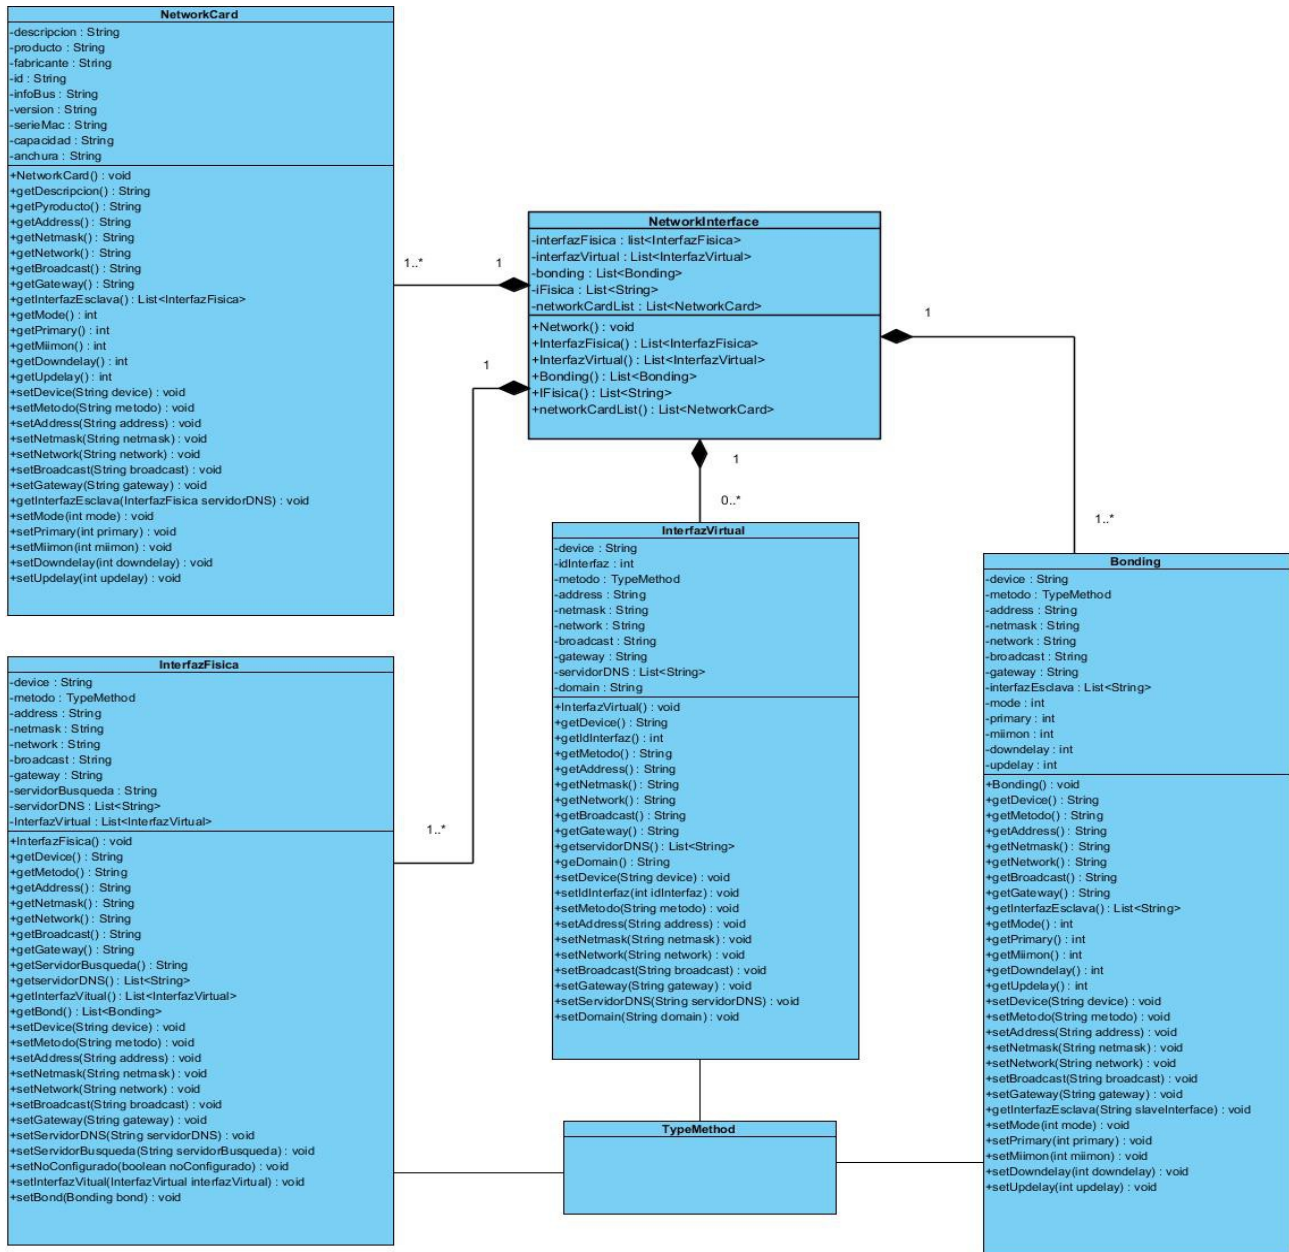 NetworkCard
-descripcion : String
-producto : String
-fabricante : String
-id : String
-infoBus : String
-version : String
-serieMac : String
-capacidad : String
-anchura : String
+NetworkCard() : void
+getDescripcion() : String
+getPyroducto() : String
+getAddress() : String
+getNetmask() : String
+getNetwork() : String
+getBroadcast() : String
+getGateway() : String
+getInterfazEsclava() : List<InterfazFisica>
+getMode() : int
+getPrimary() : int
+getMiimon() : int
+getDowndelay() : int
+getUpdelay() : int
+setDevice(String device) : void
+setMetodo(String metodo) : void
+setAddress(String address) : void
+setNetmask(String netmask) : void
+setNetwork(String network) : void
+setBroadcast(String broadcast) : void
+setGateway(String gateway) : void
+getInterfazEsclava(InterfazFisica servidorDNS) : void
+setMode(int mode) : void
+setPrimary(int primary) : void
+setMiimon(int miimon) : void
+setDowndelay(int downdelay) : void
+setUpdelay(int updelay) : void
1..*
1
NetworkInterface
-interfazFisica : list<InterfazFisica>
-interfazVirtual : List<InterfazVirtual>
-bonding : List<Bonding>
-iFisica : List<String>
-networkCardList : List<NetworkCard>
+Network() : void
+InterfazFisica() : List<InterfazFisica>
+InterfazVirtual() : List<InterfazVirtual>
+Bonding() : List<Bonding>
+IFisica() : List<String>
+networkCardList() : List<NetworkCard>
1
1
1
0..*
1..*
1..*
InterfazFisica
-device : String
-metodo : TypeMethod
-address : String
-netmask : String
-network : String
-broadcast : String
-gateway : String
-servidorBusqueda : String
-servidorDNS : List<String>
-InterfazVirtual : List<InterfazVirtual>
+InterfazFisica() : void
+getDevice() : String
+getMetodo() : String
+getAddress() : String
+getNetmask() : String
+getNetwork() : String
+getBroadcast() : String
+getGateway() : String
+getServidorBusqueda() : String
+getservidorDNS() : List<String>
+getInterfazVitual() : List<InterfazVirtual>
+getBond() : List<Bonding>
+setDevice(String device) : void
+setMetodo(String metodo) : void
+setAddress(String address) : void
+setNetmask(String netmask) : void
+setNetwork(String network) : void
+setBroadcast(String broadcast) : void
+setGateway(String gateway) : void
+setServidorDNS(String servidorDNS) : void
+setServidorBusqueda(String servidorBusqueda) : void
+setNoConfigurado(boolean noConfigurado) : void
+setInterfazVitual(InterfazVirtual interfazVirtual) : void
+setBond(Bonding bond) : void
InterfazVirtual
-device : String
-idInterfaz : int
-metodo : TypeMethod
-address : String
-netmask : String
-network : String
-broadcast : String
-gateway : String
-servidorDNS : List<String>
-domain : String
+InterfazVirtual() : void
+getDevice() : String
+getIdInterfaz() : int
+getMetodo() : String
+getAddress() : String
+getNetmask() : String
+getNetwork() : String
+getBroadcast() : String
+getGateway() : String
+getservidorDNS() : List<String>
+geDomain() : String
+setDevice(String device) : void
+setIdInterfaz(int idInterfaz) : void
+setMetodo(String metodo) : void
+setAddress(String address) : void
+setNetmask(String netmask) : void
+setNetwork(String network) : void
+setBroadcast(String broadcast) : void
+setGateway(String gateway) : void
+setServidorDNS(String servidorDNS) : void
+setDomain(String domain) : void
Bonding
-device : String
-metodo : TypeMethod
-address : String
-netmask : String
-network : String
-broadcast : String
-gateway : String
-interfazEsclava : List<String>
-mode : int
-primary : int
-miimon : int
-downdelay : int
-updelay : int
+Bonding() : void
+getDevice() : String
+getMetodo() : String
+getAddress() : String
+getNetmask() : String
+getNetwork() : String
+getBroadcast() : String
+getGateway() : String
+getInterfazEsclava() : List<String>
+getMode() : int
+getPrimary() : int
+getMiimon() : int
+getDowndelay() : int
+getUpdelay() : int
+setDevice(String device) : void
+setMetodo(String metodo) : void
+setAddress(String address) : void
+setNetmask(String netmask) : void
+setNetwork(String network) : void
+setBroadcast(String broadcast) : void
+setGateway(String gateway) : void
+getInterfazEsclava(String slaveInterface) : void
+setMode(int mode) : void
+setPrimary(int primary) : void
+setMiimon(int miimon) : void
+setDowndelay(int downdelay) : void
+setUpdelay(int updelay) : void
TypeMethod